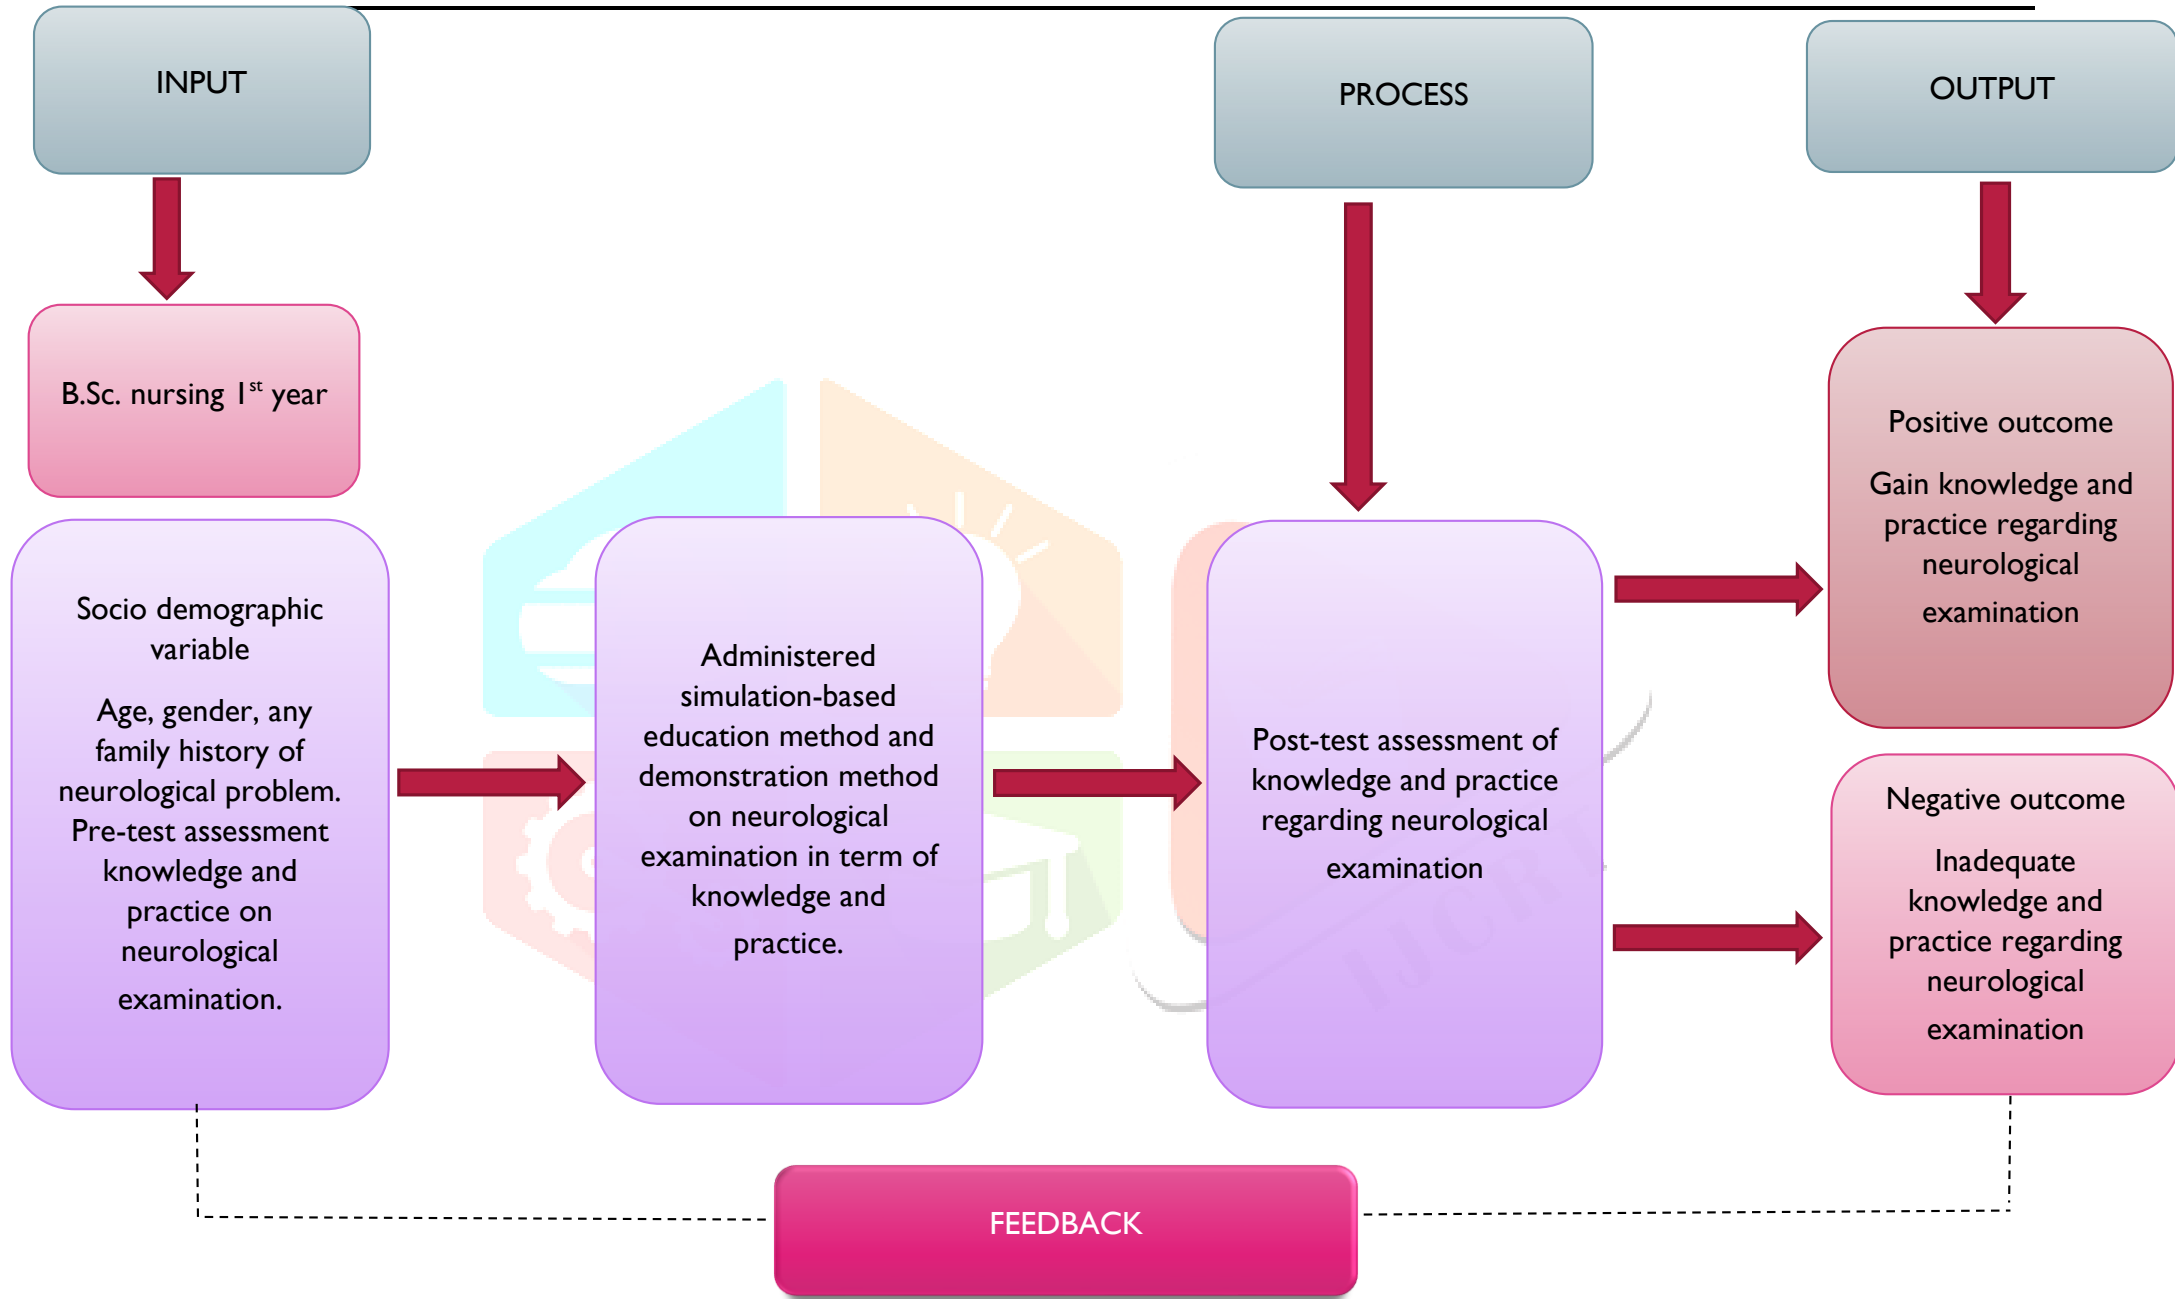 INPUT
PROCESS
OUTPUT
B.Sc. nursing 1st year
Socio demographic
variable
Age, gender, any
family history of
neurological problem.
Pre-test assessment
knowledge and
practice on
neurological
examination.
Administered
simulation-based
education method and
demonstration method
on neurological
examination in term of
knowledge and
practice.
Post-test assessment of
knowledge and practice
regarding neurological
examination
Positive outcome
Gain knowledge and
practice regarding
neurological
examination
Negative outcome
Inadequate
knowledge and
practice regarding
neurological
examination
FEEDBACK
IJCRT